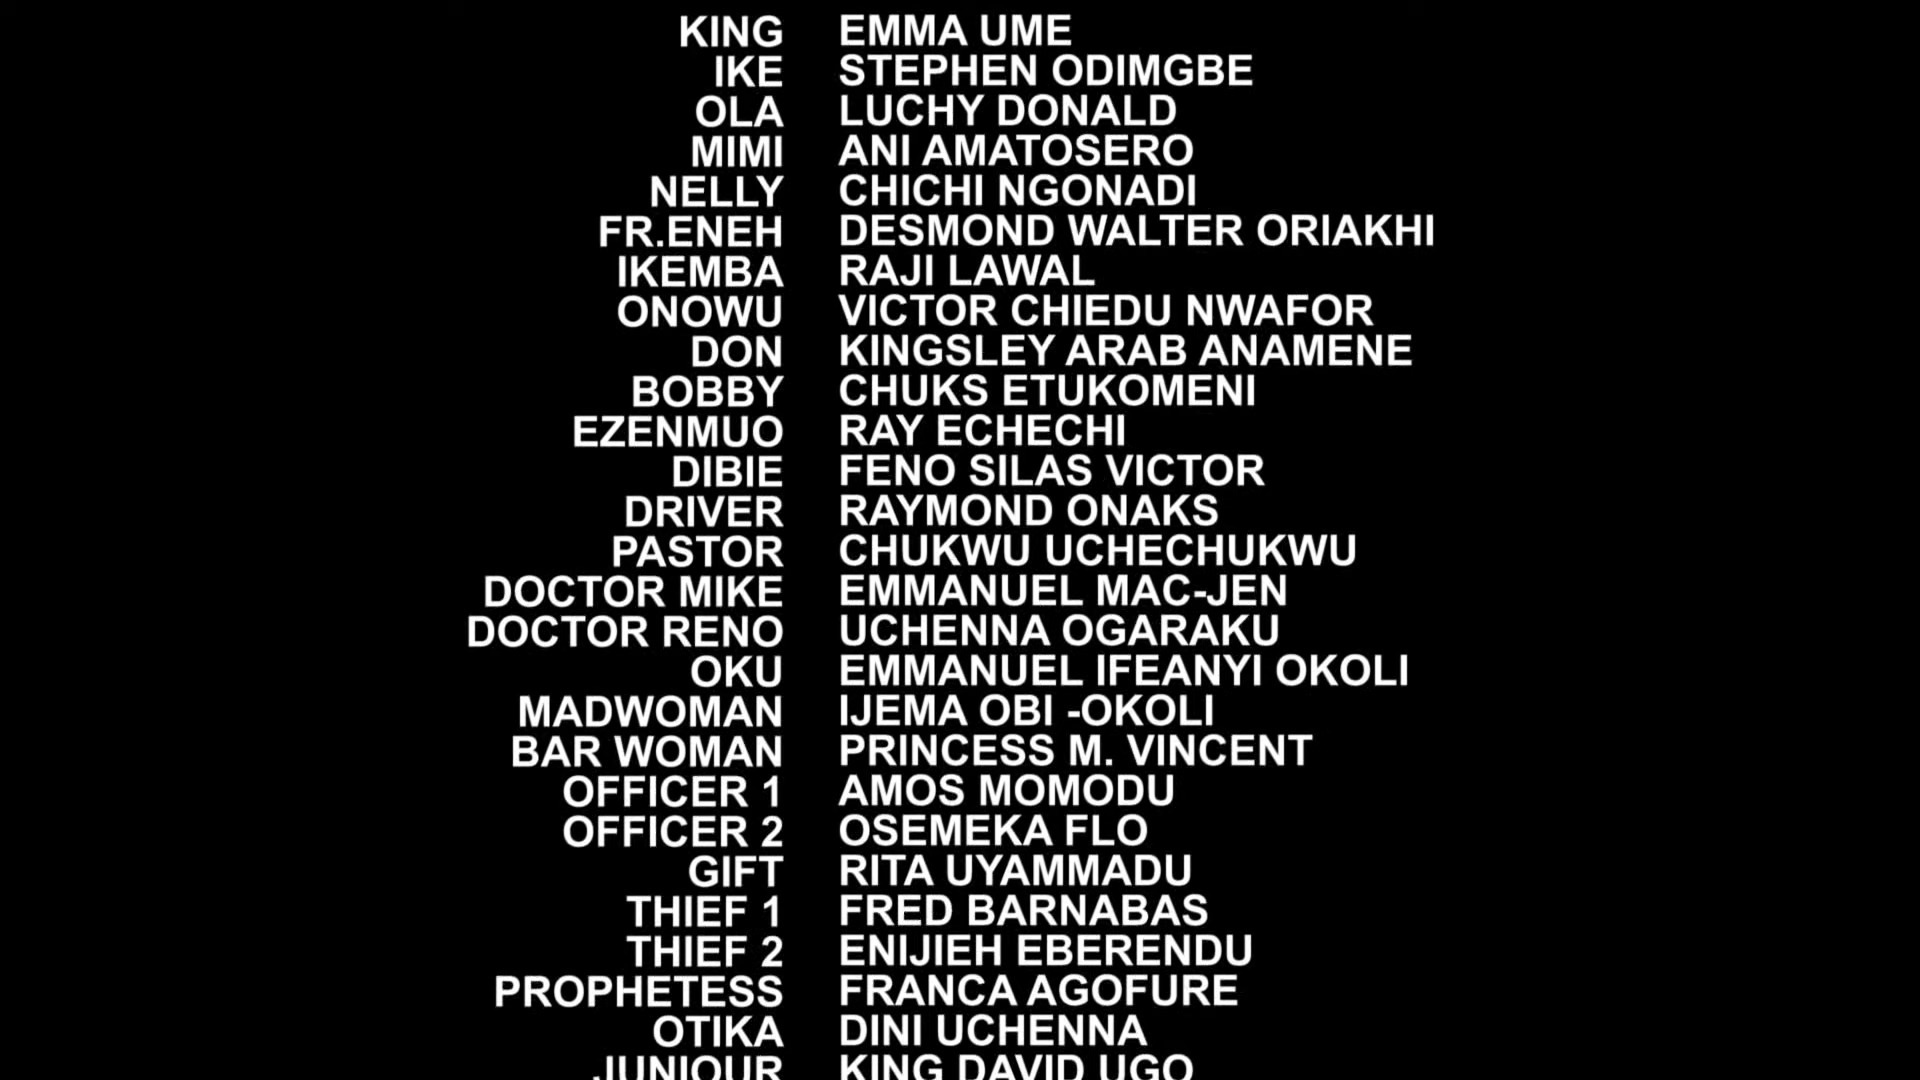 KING EMMA UME
IKE STEPHEN ODIMGBE
OLA LUCHY DONALD
MIMI ANI AMATOSERO
NELLY CHICHI NGONADI
FR.ENEH DESMOND WALTER ORIAKHI
IKEMBA RAJI LAWAL
ONOWU VICTOR CHIEDU NWAFOR
DON KINGSLEY ARAB ANAMENE
BOBBY CHUKS ETUKOMENI
EZENMUO RAY ECHECHI
DIBIE FENO SILAS VICTOR
DRIVER RAYMOND ONAKS
PASTOR CHUKWU UCHECHUKWU
DOCTOR MIKE EMMANUEL MAC-JEN
DOCTOR RENO UCHENNA OGARAKU
OKU EMMANUEL IFEANYI OKOLI
MADWOMAN IJEMA OBI -OKOLI
BAR WOMAN PRINCESS M. VINCENT
OFFICER 1 AMOS MOMODU
OFFICER 2 OSEMEKA FLO
GIFT RITA UYAMMADU
THIEF 1 FRED BARNABAS
THIEF 2 ENIJIEH EBERENDU
PROPHETESS FRANCA AGOFURE
OTIKA DINI UCHENNA
JUNIOUR KING DAVID UGO